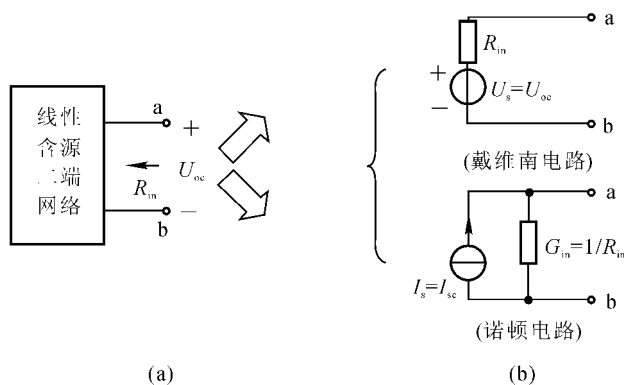 线性
含源
二端
网络
a
+
R_in
U_oc
b
−
(a)
a
R_in
+
−
U_s=U_oc
b
(戴维南电路)
a
G_in=1/R_in
I_s=I_sc
b
(诺顿电路)
(b)